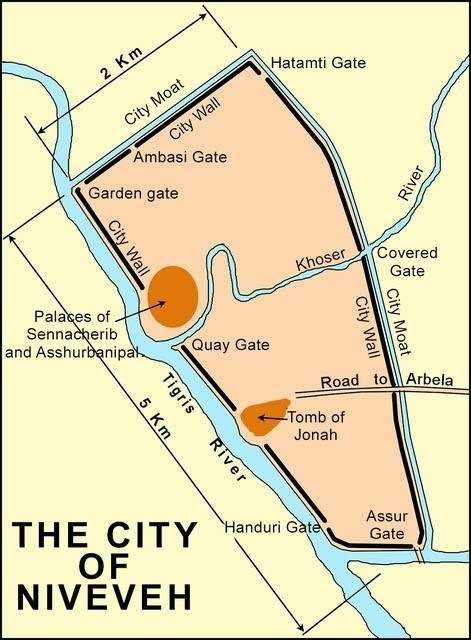 2 Km
Hatamti Gate
City Moat
City Wall
Ambasi Gate
Garden gate
River
City Wall
Khoser
Covered
Gate
Palaces of
Sennacherib
and Asshurbanipal
City Wall
City Moat
Quay Gate
Tigris
River
Road to Arbela
5 Km
Tomb of
Jonah
Handuri Gate
Assur
Gate
THE CITY
OF
NIVEVEH